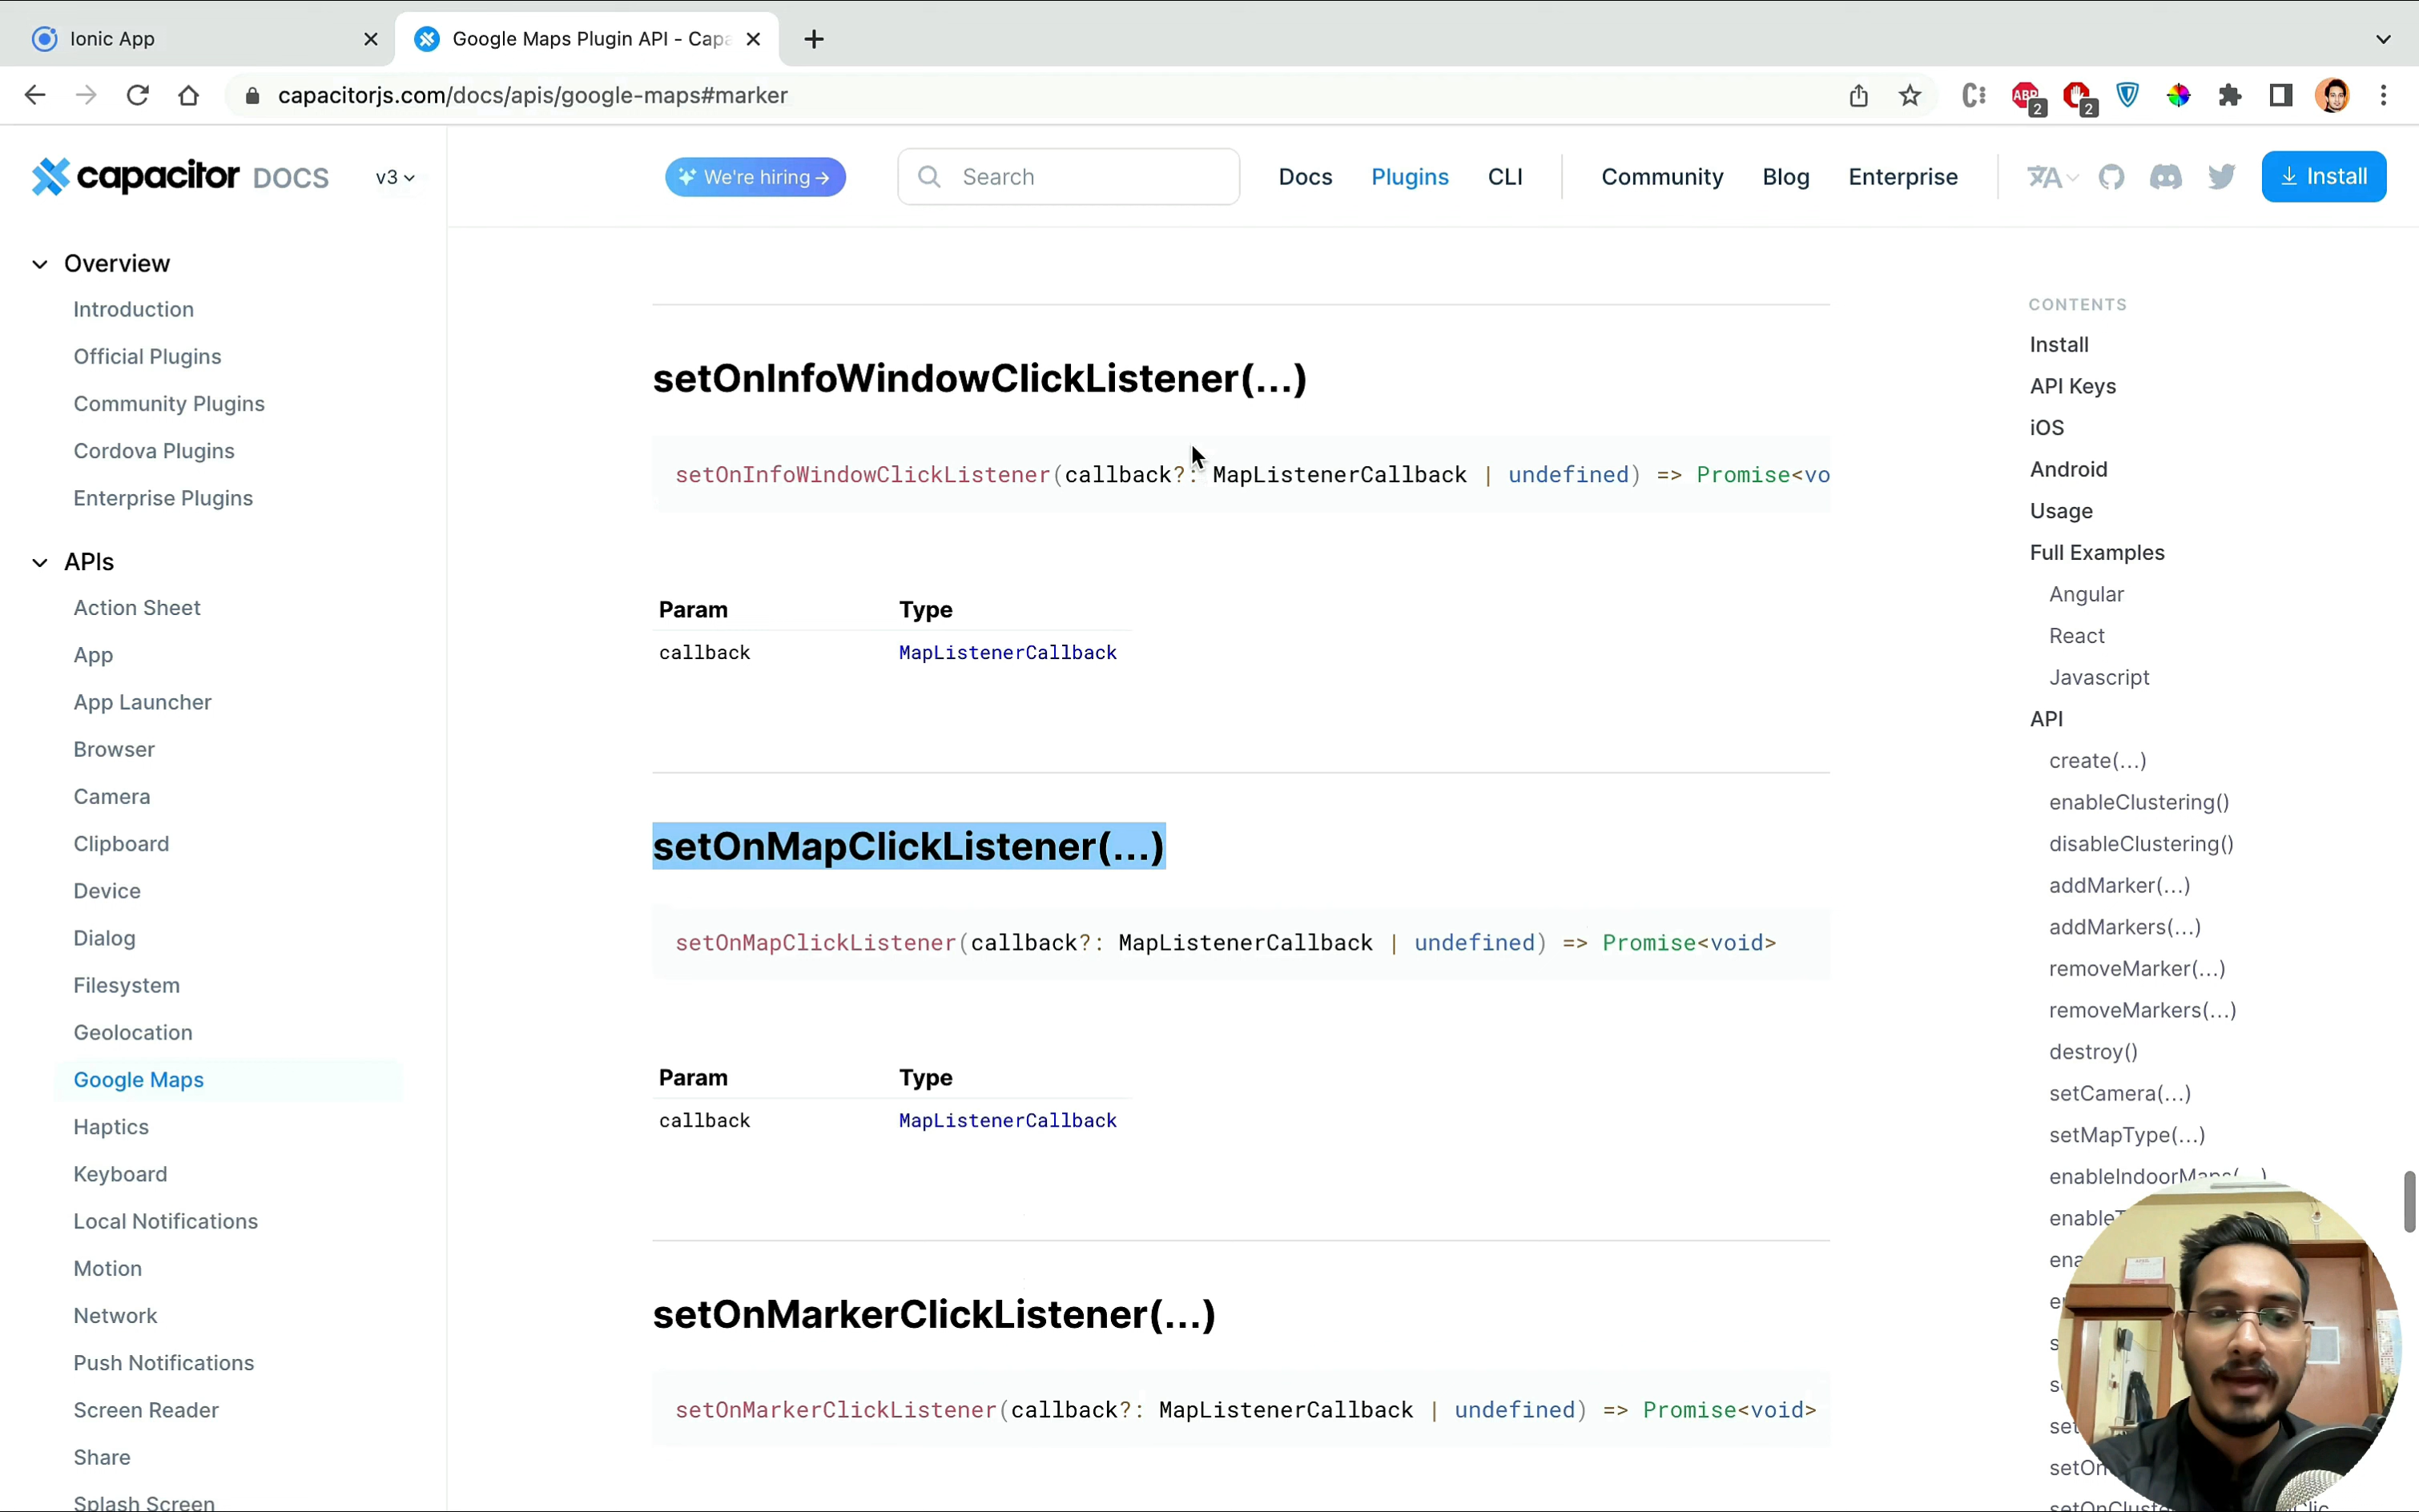 Ionic App
Google Maps Plugin API - Capa
capacitorjs.com/docs/apis/google-maps#marker
ABP 2
2
capacitor DOCS
v3
We're hiring →
Search
Docs
Plugins
CLI
Community
Blog
Enterprise
Install
Overview
Introduction
Official Plugins
Community Plugins
Cordova Plugins
Enterprise Plugins
APIs
Action Sheet
App
App Launcher
Browser
Camera
Clipboard
Device
Dialog
Filesystem
Geolocation
Google Maps
Haptics
Keyboard
Local Notifications
Motion
Network
Push Notifications
Screen Reader
Share
Splash Screen
setOnInfoWindowClickListener(...)
setOnInfoWindowClickListener(callback?: MapListenerCallback | undefined) => Promise<vo
Param Type
callback MapListenerCallback
setOnMapClickListener(...)
setOnMapClickListener(callback?: MapListenerCallback | undefined) => Promise<void>
Param Type
callback MapListenerCallback
setOnMarkerClickListener(...)
setOnMarkerClickListener(callback?: MapListenerCallback | undefined) => Promise<void>
CONTENTS
Install
API Keys
iOS
Android
Usage
Full Examples
Angular
React
Javascript
API
create(...)
enableClustering()
disableClustering()
addMarker(...)
addMarkers(...)
removeMarker(...)
removeMarkers(...)
destroy()
setCamera(...)
setMapType(...)
enableIndoorMaps(...)